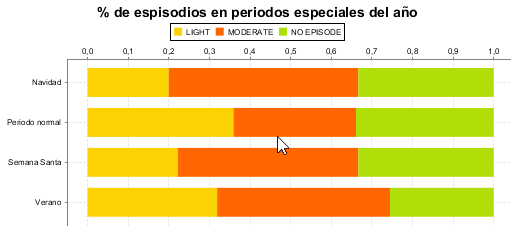 % de espisodios en periodos especiales del año
LIGHT MODERATE NO EPISODE
0,0 0,1 0,2 0,3 0,4 0,5 0,6 0,7 0,8 0,9 1,0
Navidad
Periodo normal
Semana Santa
Verano